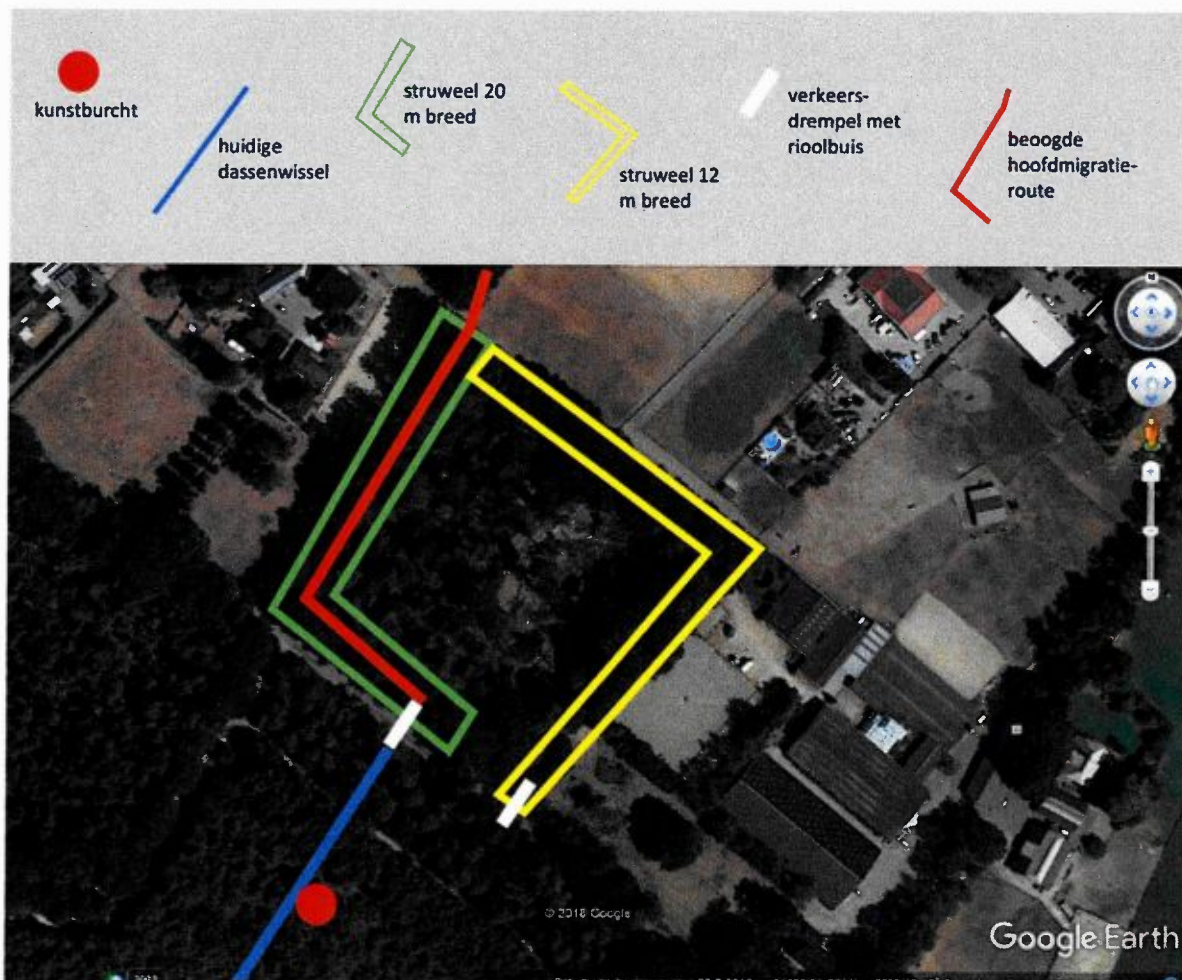 kunstburcht
huidige
dassenwissel
struweel 20
m breed
struweel 12
m breed
verkeers-
drempel met
rioolbuis
beoogde
hoofdmigratie-
route
© 2018 Google
Google Earth